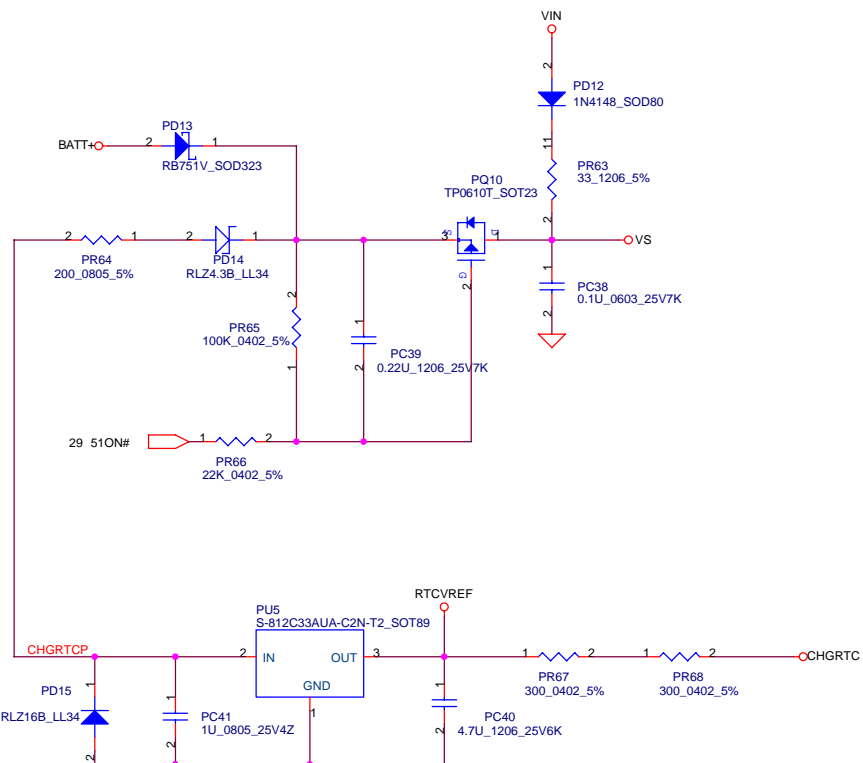 VIN
2
PD12
1N4148_SOD80
PD13
BATT+
2
1
RB751V_SOD323
11
PR63
33_1206_5%
2
PQ10
TP0610T_SOT23
2
1
2
1
3
S
D
1
VS
PR64
200_0805_5%
PD14
RLZ4.3B_LL34
G
2
1
PC38
0.1U_0603_25V7K
2
2
PR65
100K_0402_5%
1
1
PC39
0.22U_1206_25V7K
2
29 51ON#
1
2
PR66
22K_0402_5%
RTCVREF
PU5
S-812C33AUA-C2N-T2_SOT89
CHGRTCP
2
IN
OUT
3
1
2
1
2
CHGRTC
PR67
300_0402_5%
PR68
300_0402_5%
GND
1
PD15
1
RLZ16B_LL34
2
1
PC41
1U_0805_25V4Z
2
1
PC40
4.7U_1206_25V6K
2